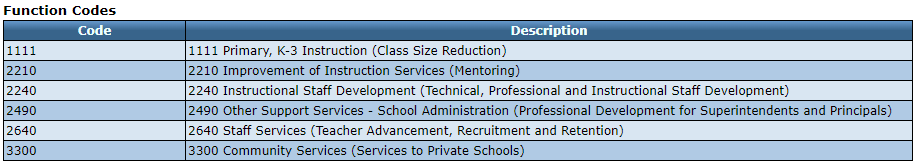 Function Codes
Code Description
1111 1111 Primary, K-3 Instruction (Class Size Reduction)
2210 2210 Improvement of Instruction Services (Mentoring)
2240 2240 Instructional Staff Development (Technical, Professional and Instructional Staff Development)
2490 2490 Other Support Services - School Administration (Professional Development for Superintendents and Principals)
2640 2640 Staff Services (Teacher Advancement, Recruitment and Retention)
3300 3300 Community Services (Services to Private Schools)